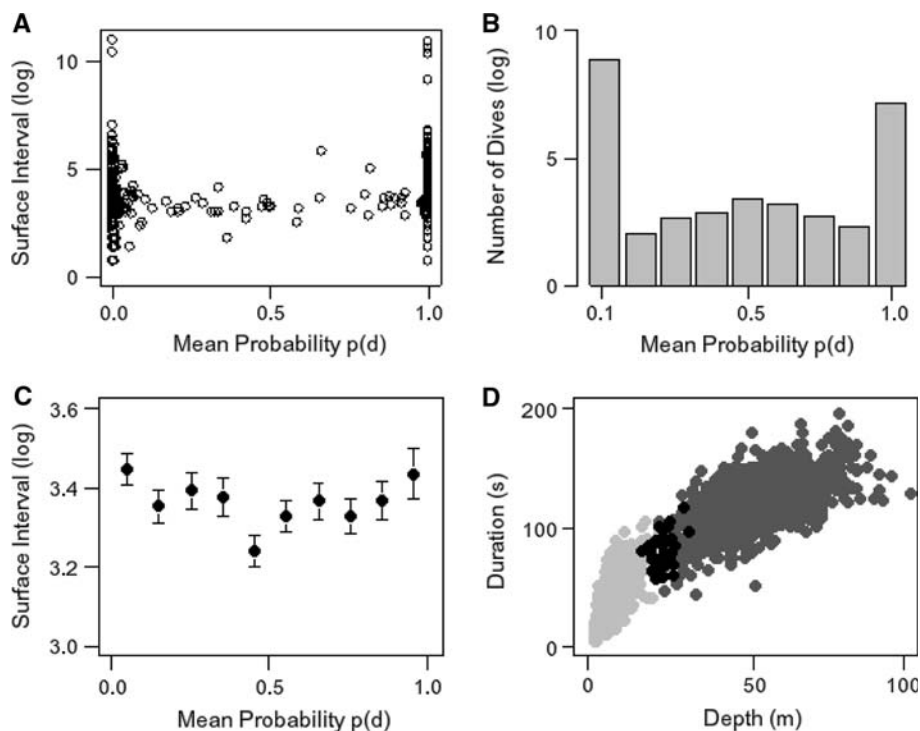 A
Surface Interval (log)
10
5
0
0.0 0.5 1.0
Mean Probability p(d)
B
Number of Dives (log)
10
5
0
0.1 0.5 1.0
Mean Probability p(d)
C
Surface Interval (log)
3.6
3.4
3.2
3.0
0.0 0.5 1.0
Mean Probability p(d)
D
Duration (s)
200
100
0
0 50 100
Depth (m)